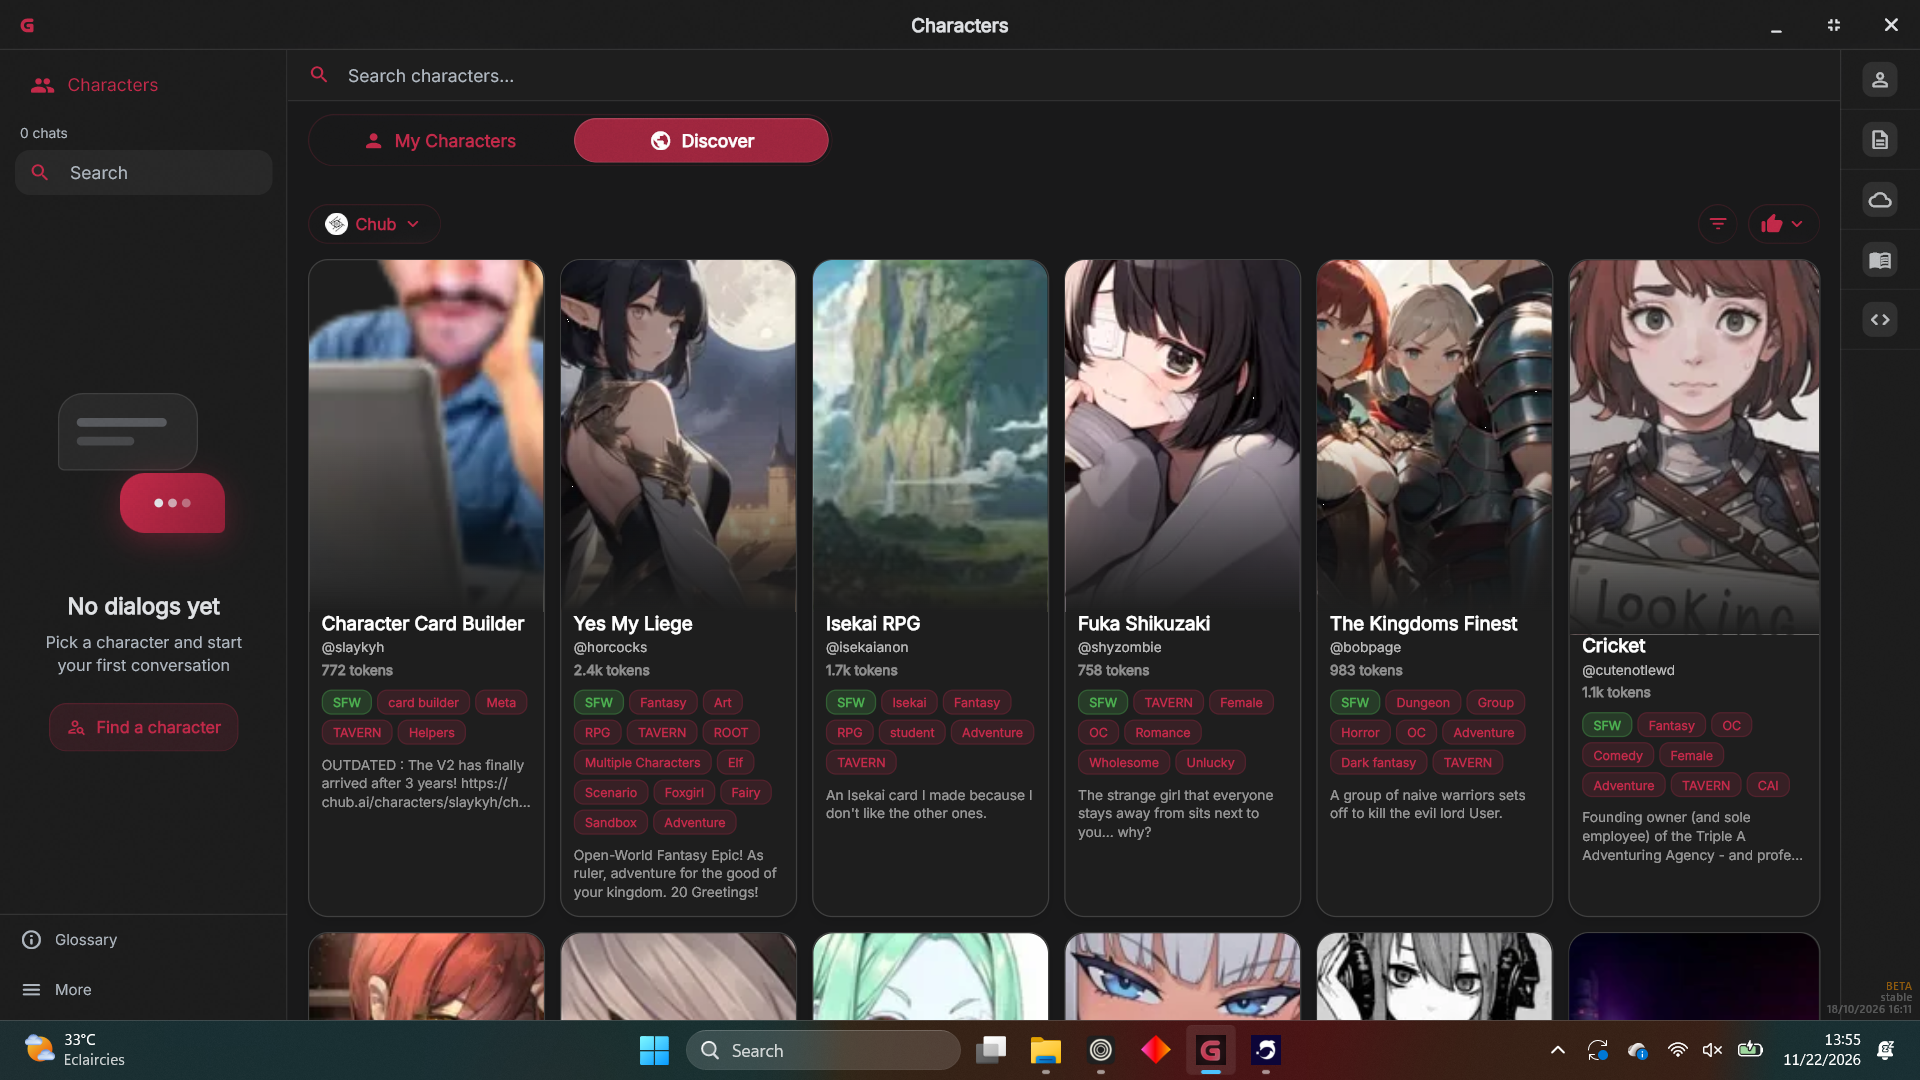 Characters
Characters
0 chats
Search
No dialogs yet
Pick a character and start
your first conversation
Find a character
Glossary
More
Search characters...
My Characters
Discover
Chub
Character Card Builder
@slaykyh
772 tokens
SFW card builder Meta
TAVERN Helpers
OUTDATED : The V2 has finally
arrived after 3 years! https://
chub.ai/characters/slaykyh/ch...
Yes My Liege
@horcocks
2.4k tokens
SFW Fantasy Art
RPG TAVERN ROOT
Multiple Characters Elf
Scenario Foxgirl Fairy
Sandbox Adventure
Open-World Fantasy Epic! As
ruler, adventure for the good of
your kingdom. 20 Greetings!
Isekai RPG
@isekaianon
1.7k tokens
SFW Isekai Fantasy
RPG student Adventure
TAVERN
An Isekai card I made because I
don't like the other ones.
Fuka Shikuzaki
@shyzombie
758 tokens
SFW TAVERN Female
OC Romance
Wholesome Unlucky
The strange girl that everyone
stays away from sits next to
you... why?
The Kingdoms Finest
@bobpage
983 tokens
SFW Dungeon Group
Horror OC Adventure
Dark fantasy TAVERN
A group of naive warriors sets
off to kill the evil lord User.
Looking
Cricket
@cutenotlewd
1.1k tokens
SFW Fantasy OC
Comedy Female
Adventure TAVERN CAI
Founding owner (and sole
employee) of the Triple A
Adventuring Agency - and profe...
BETA
stable
18/10/2026 16:11
33°C
Eclaircies
Search
13:55
11/22/2026